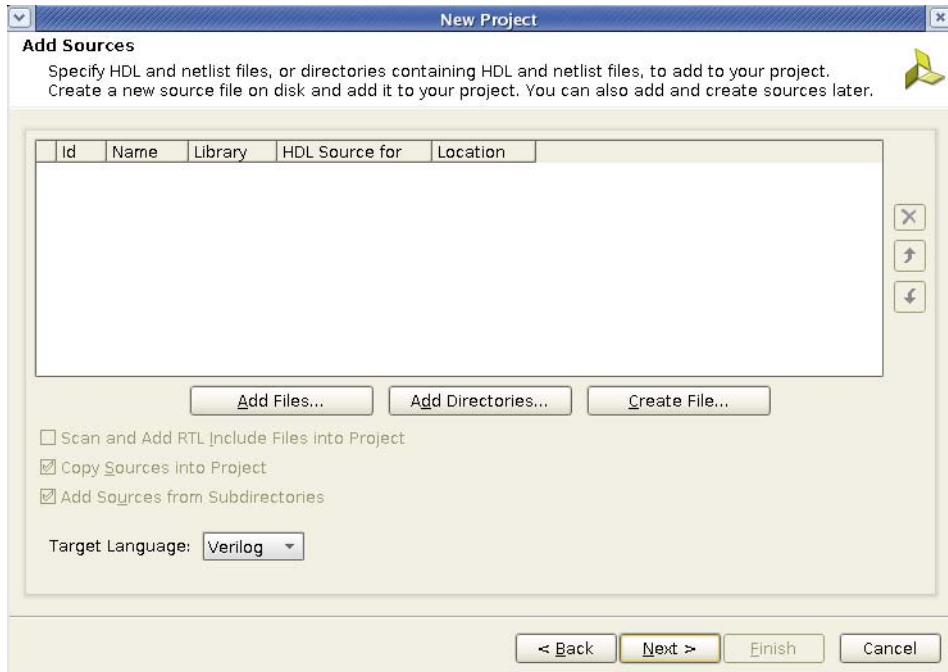 New Project
Add Sources
Specify HDL and netlist files, or directories containing HDL and netlist files, to add to your project.
Create a new source file on disk and add it to your project. You can also add and create sources later.
Id Name Library HDL Source for Location
Add Files... Add Directories... Create File...
Scan and Add RTL Include Files into Project
Copy Sources into Project
Add Sources from Subdirectories
Target Language: Verilog
< Back Next > Finish Cancel